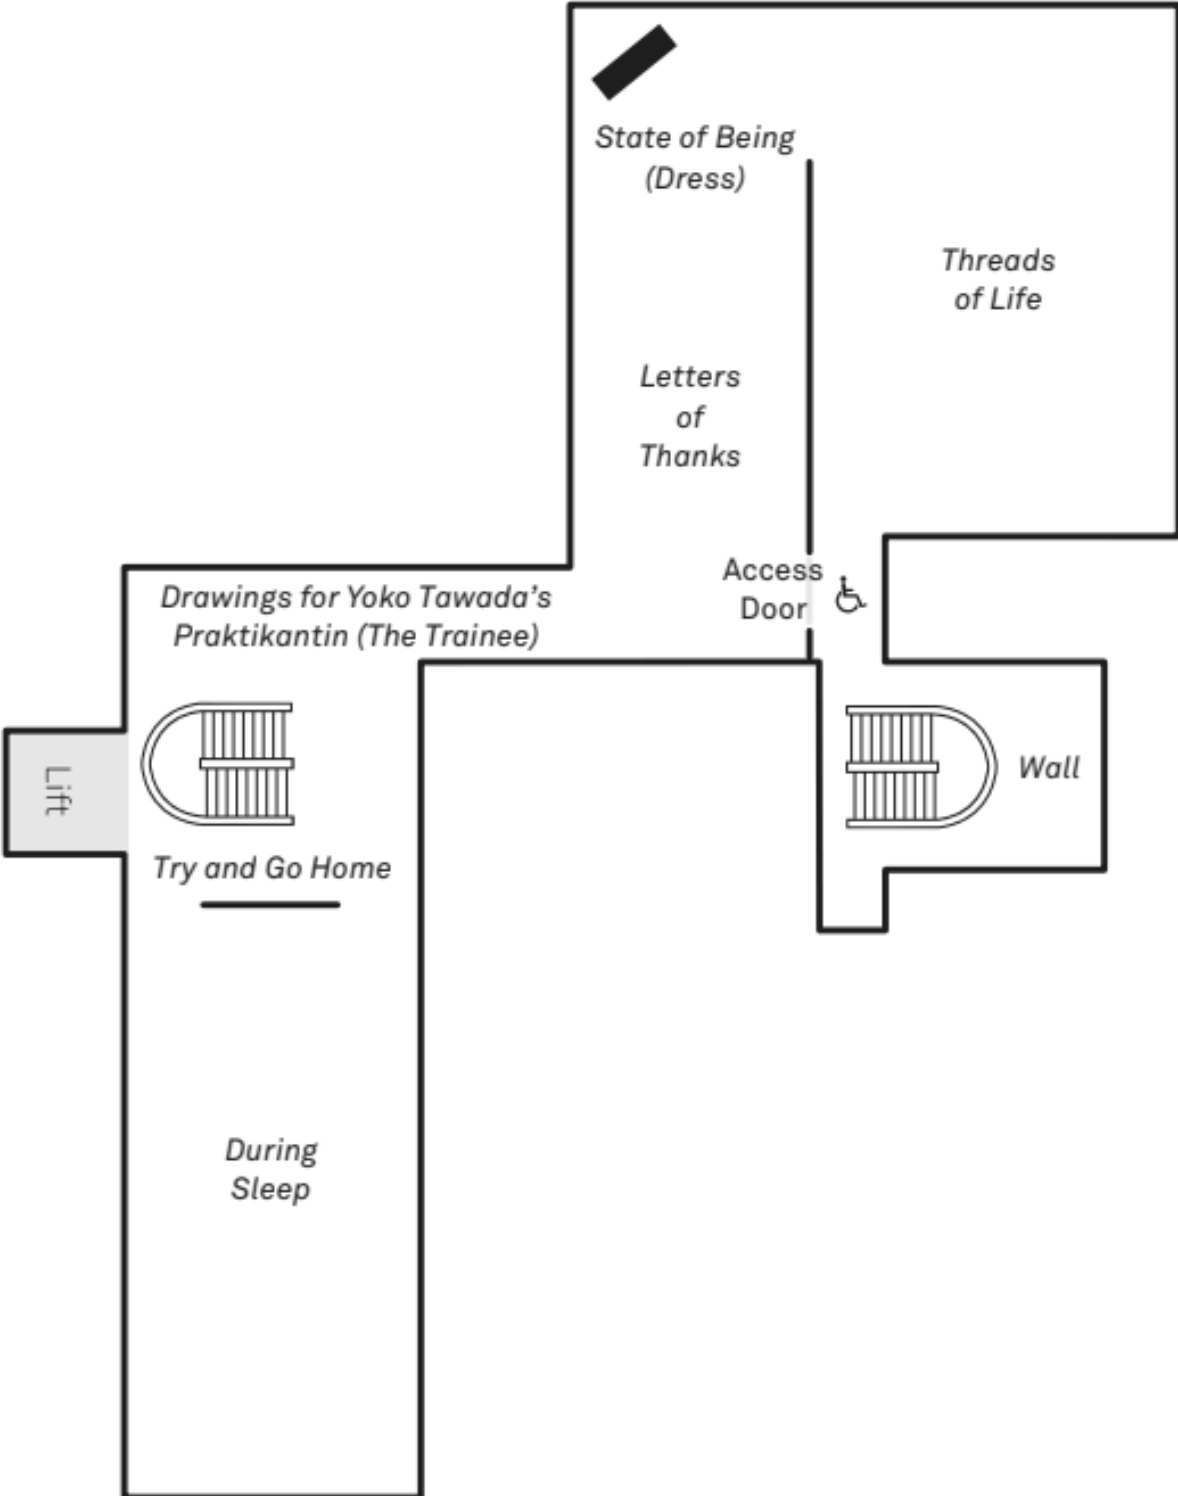 State of Being
(Dress)
Threads
of Life
Letters
of
Thanks
Access
Door
Drawings for Yoko Tawada's
Praktikantin (The Trainee)
Lift
Wall
Try and Go Home
During
Sleep